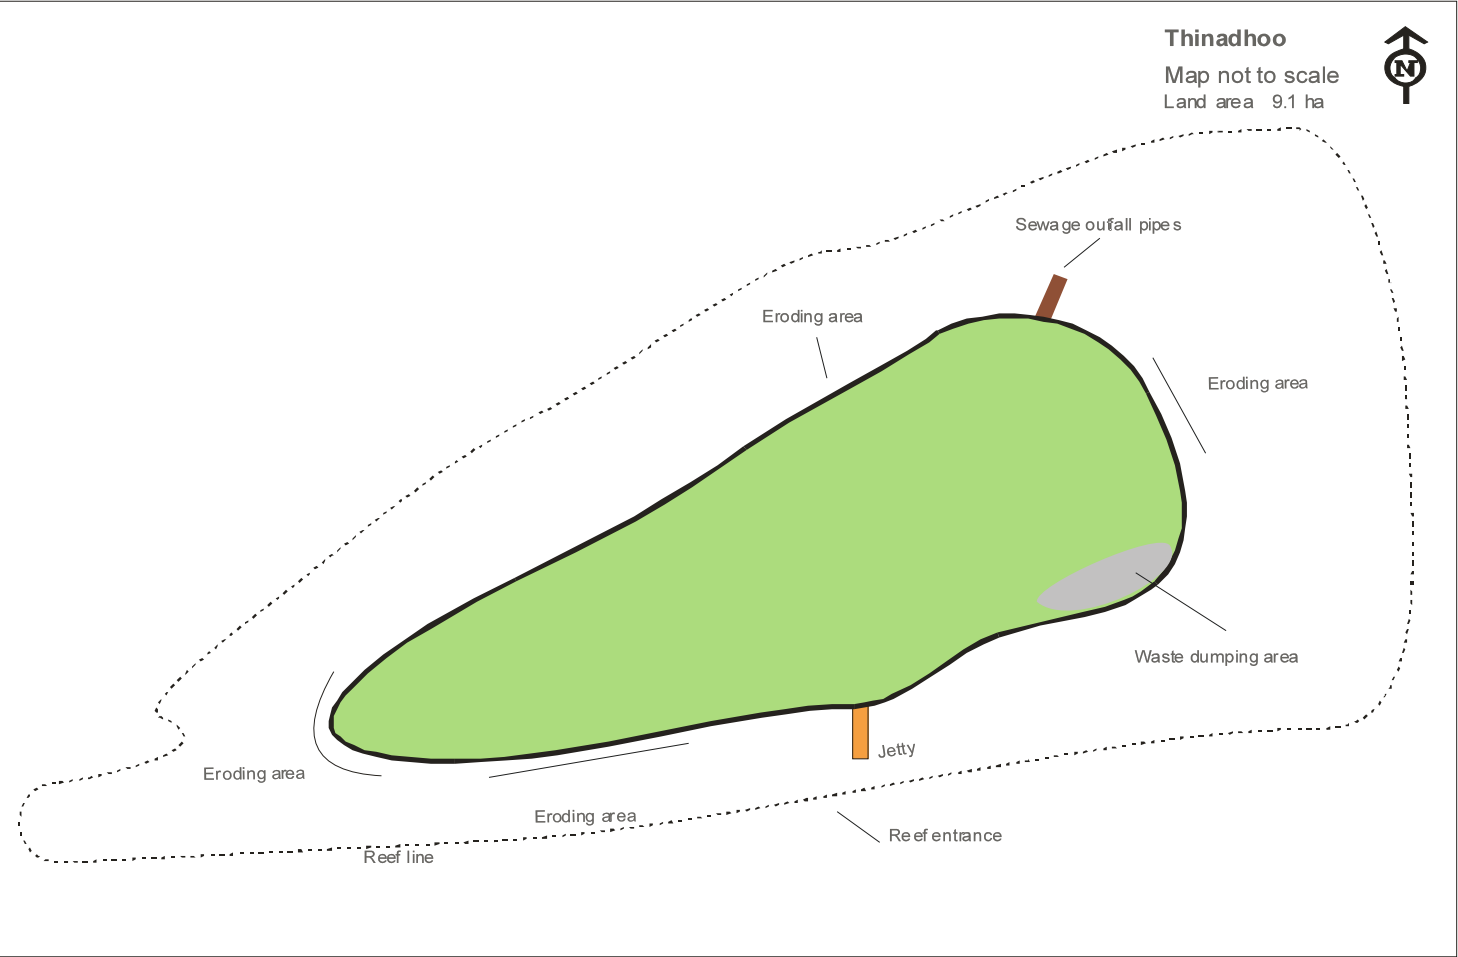 Thinadhoo
Map not to scale
Land area 9.1 ha
N
Sewage outfall pipes
Eroding area
Eroding area
Waste dumping area
Jetty
Eroding area
Eroding area
Reef entrance
Reef line